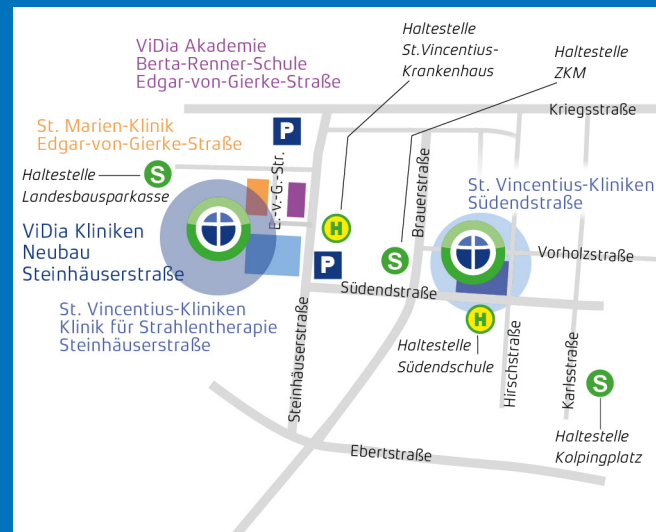 Haltestelle
St.Vincentius-
Krankenhaus
Haltestelle
ZKM
ViDia Akademie
Berta-Renner-Schule
Edgar-von-Gierke-Straße
Kriegsstraße
St. Marien-Klinik
Edgar-von-Gierke-Straße
P
E.-v.-G.-Str.
Brauerstraße
S
Haltestelle
Landesbausparkasse
St. Vincentius-Kliniken
Südendstraße
ViDia Kliniken
Neubau
Steinhäuserstraße
H
P
S
Vorholzstraße
Südendstraße
St. Vincentius-Kliniken
Klinik für Strahlentherapie
Steinhäuserstraße
Steinhäuserstraße
H
Haltestelle
Südendschule
Hirschstraße
Karlsstraße
S
Haltestelle
Kolpingplatz
Ebertstraße